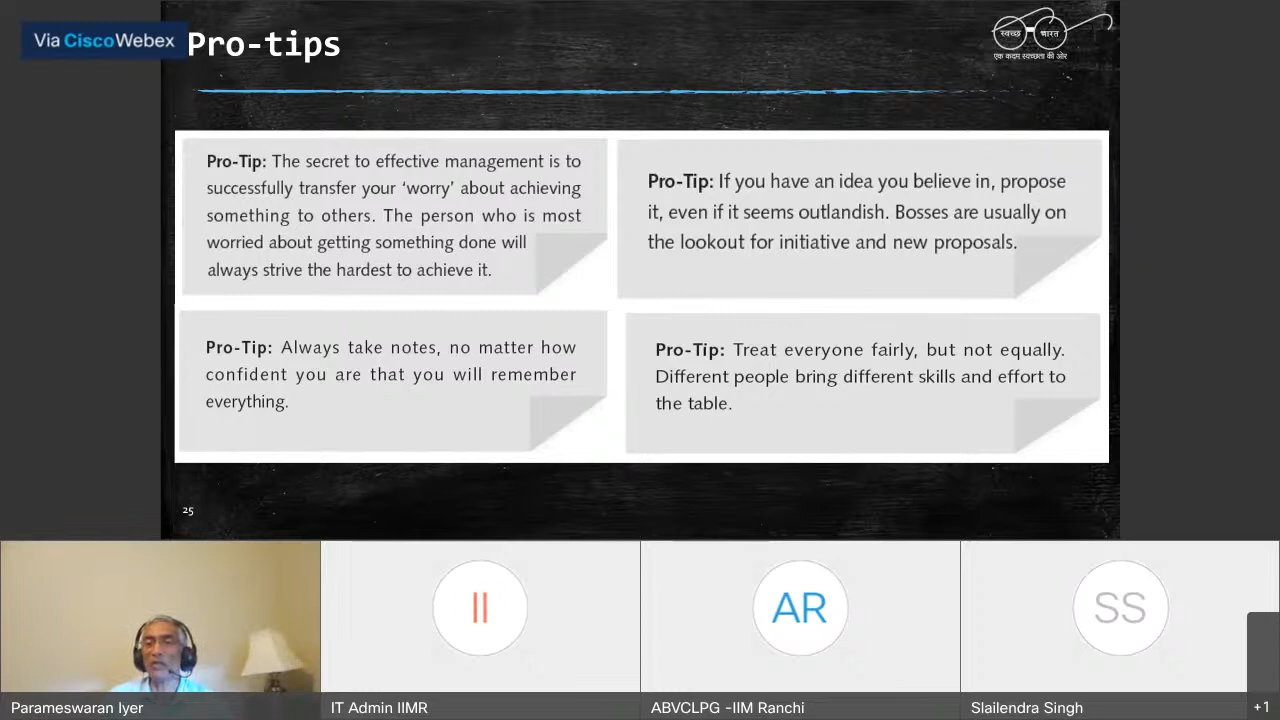 Via Cisco Webex
Pro-tips
स्वच्छ भारत
एक कदम स्वच्छता की ओर
Pro-Tip: The secret to effective management is to
successfully transfer your ‘worry’ about achieving
something to others. The person who is most
worried about getting something done will
always strive the hardest to achieve it.
Pro-Tip: If you have an idea you believe in, propose
it, even if it seems outlandish. Bosses are usually on
the lookout for initiative and new proposals.
Pro-Tip: Always take notes, no matter how
confident you are that you will remember
everything.
Pro-Tip: Treat everyone fairly, but not equally.
Different people bring different skills and effort to
the table.
25
II
AR
SS
Parameswaran Iyer
IT Admin IIMR
ABVCLPG -IIM Ranchi
Slailendra Singh
+1